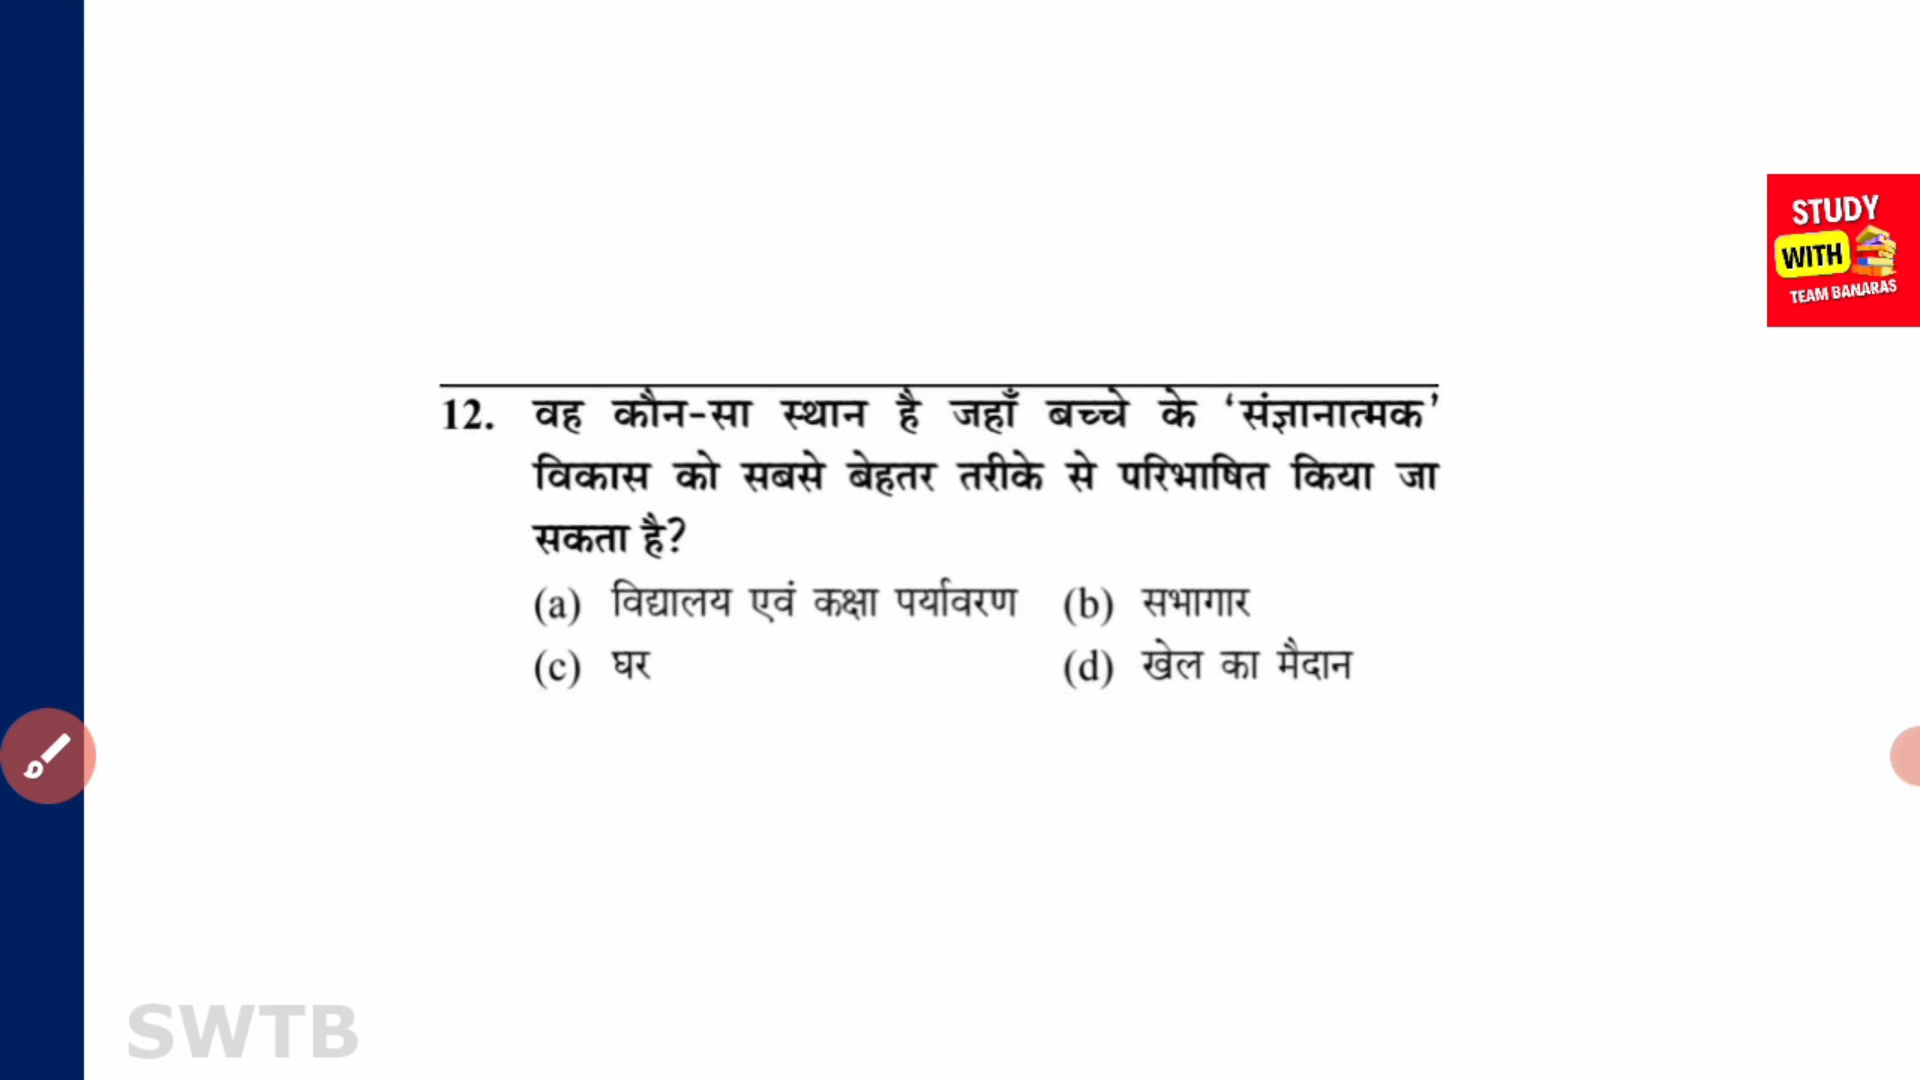 STUDY
WITH
TEAM BANARAS
12. वह कौन-सा स्थान है जहाँ बच्चे के ‘संज्ञानात्मक’
विकास को सबसे बेहतर तरीके से परिभाषित किया जा
सकता है?
(a) विद्यालय एवं कक्षा पर्यावरण (b) सभागार
(c) घर (d) खेल का मैदान
SWTB